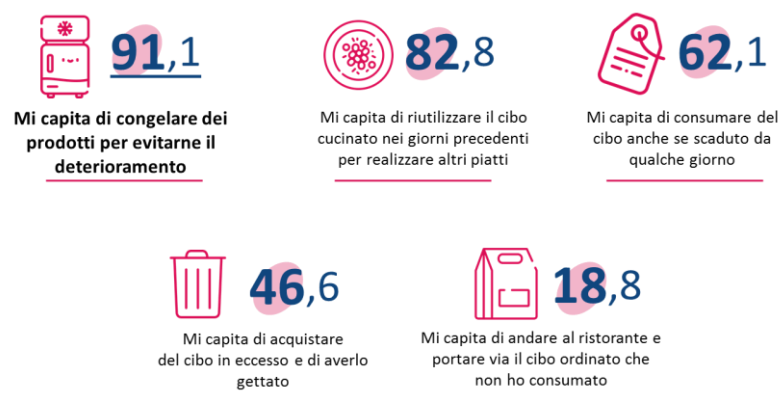 91,1
Mi capita di congelare dei
prodotti per evitarne il
deterioramento
82,8
Mi capita di riutilizzare il cibo
cucinato nei giorni precedenti
per realizzare altri piatti
62,1
Mi capita di consumare del
cibo anche se scaduto da
qualche giorno
46,6
Mi capita di acquistare
del cibo in eccesso e di averlo
gettato
18,8
Mi capita di andare al ristorante e
portare via il cibo ordinato che
non ho consumato